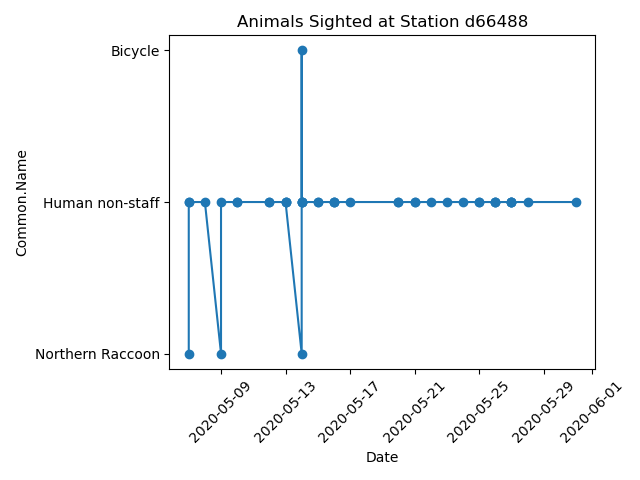 Animals Sighted at Station d66488
Bicycle
Human non-staff
Northern Raccoon
Common.Name
2020-05-09
2020-05-13
2020-05-17
2020-05-21
2020-05-25
2020-05-29
2020-06-01
Date